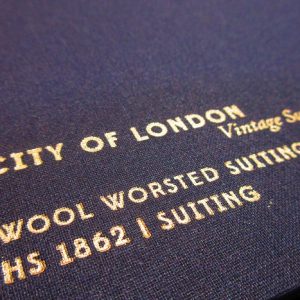 CITY OF LONDON
Vintage
WOOL WORSTED SUITING
HS 1862 | SUITING